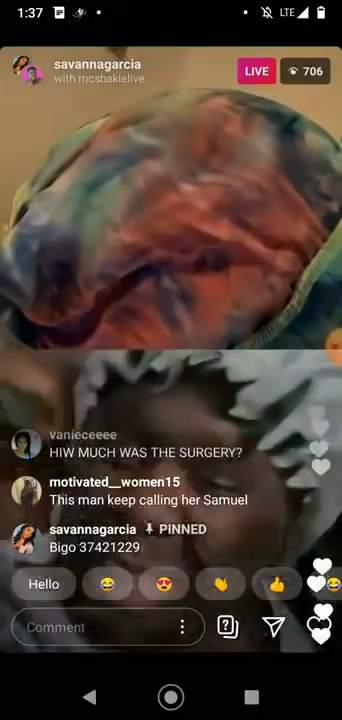 1:37
LTE
savannagarcia
with mcshakielive
LIVE
706
vanieceeee
HIW MUCH WAS THE SURGERY?
motivated__women15
This man keep calling her Samuel
savannagarcia PINNED
Bigo 37421229
Hello
Comment